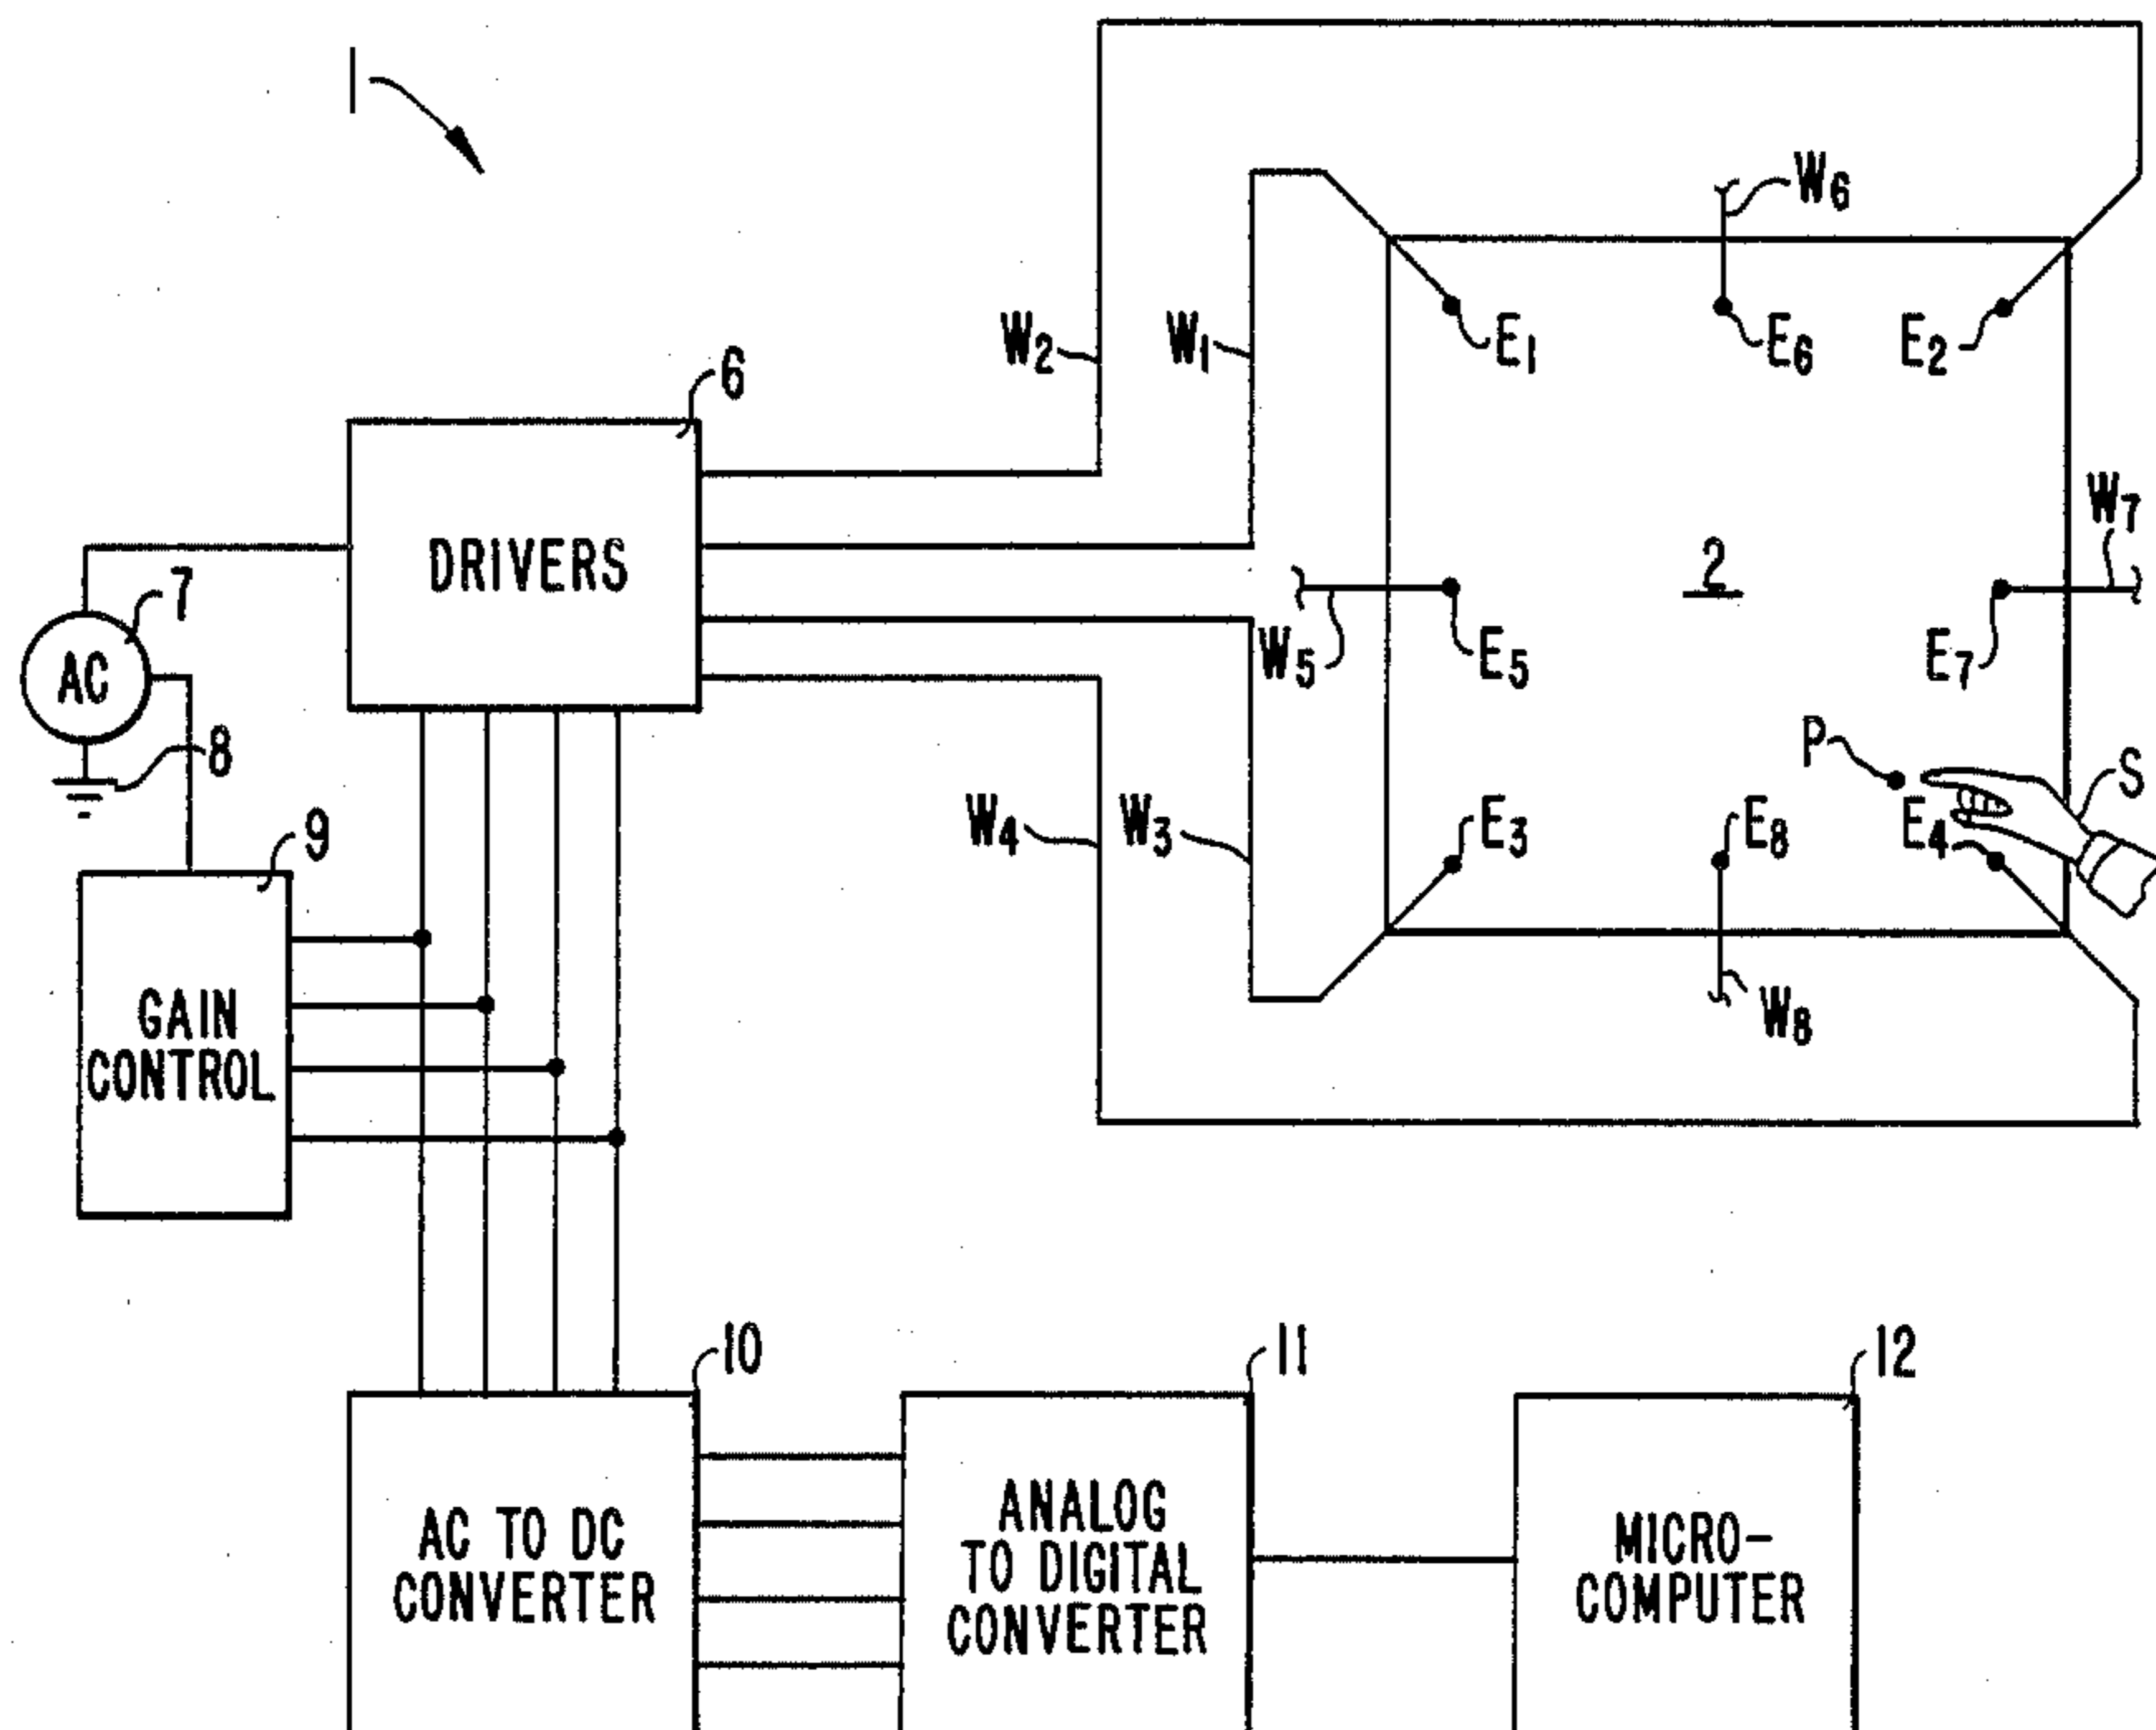 1
W6
W2
W1
E1
E6
E2
6
W7
DRIVERS
2
7
W5
E5
E7
AC
P
8
S
W4
W3
E3
E8
E4
9
GAIN
CONTROL
W8
10
11
12
AC TO DC
CONVERTER
ANALOG
TO DIGITAL
CONVERTER
MICRO-
COMPUTER